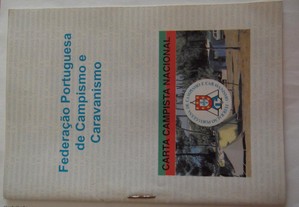 Federação Portuguesa
de Campismo e
Caravanismo
CARTA CAMPISTA NACIONAL